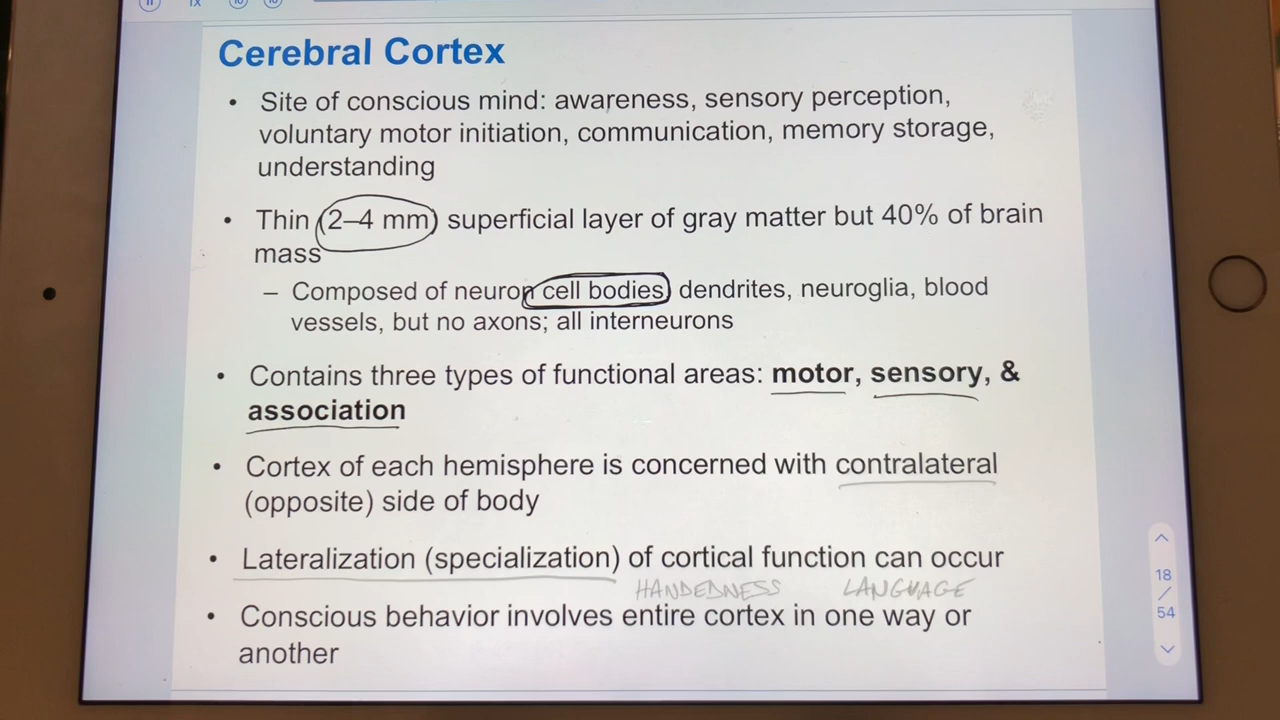 Cerebral Cortex
• Site of conscious mind: awareness, sensory perception,
voluntary motor initiation, communication, memory storage,
understanding
• Thin (2–4 mm) superficial layer of gray matter but 40% of brain
mass
– Composed of neuron cell bodies, dendrites, neuroglia, blood
vessels, but no axons; all interneurons
• Contains three types of functional areas: motor, sensory, &
association
• Cortex of each hemisphere is concerned with contralateral
(opposite) side of body
• Lateralization (specialization) of cortical function can occur
HANDEDNESS LANGUAGE
• Conscious behavior involves entire cortex in one way or
another
18
/
54